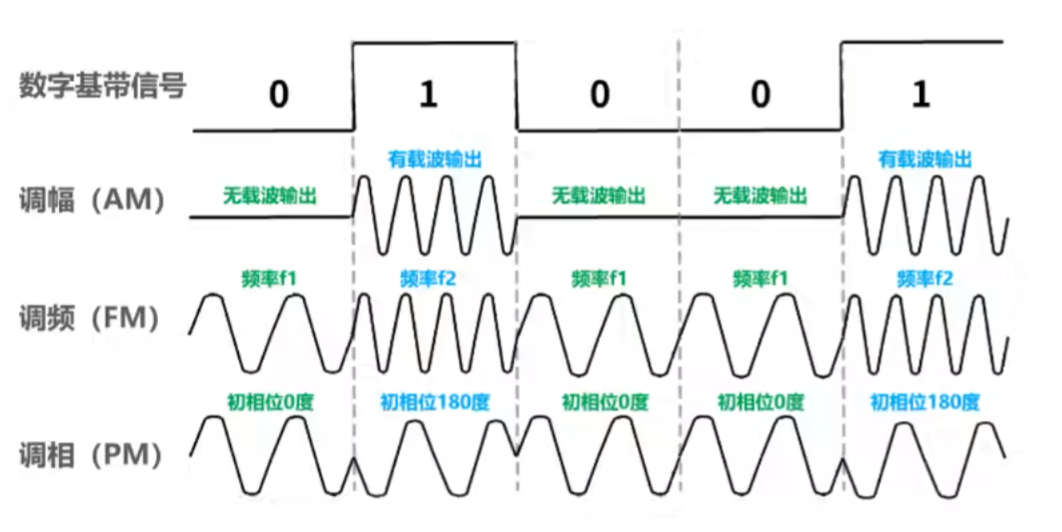 数字基带信号
0 1 0 0 1
有载波输出 有载波输出
调幅（AM）
无载波输出 无载波输出 无载波输出
频率f1 频率f2 频率f1 频率f1 频率f2
调频（FM）
初相位0度 初相位180度 初相位0度 初相位0度 初相位180度
调相（PM）